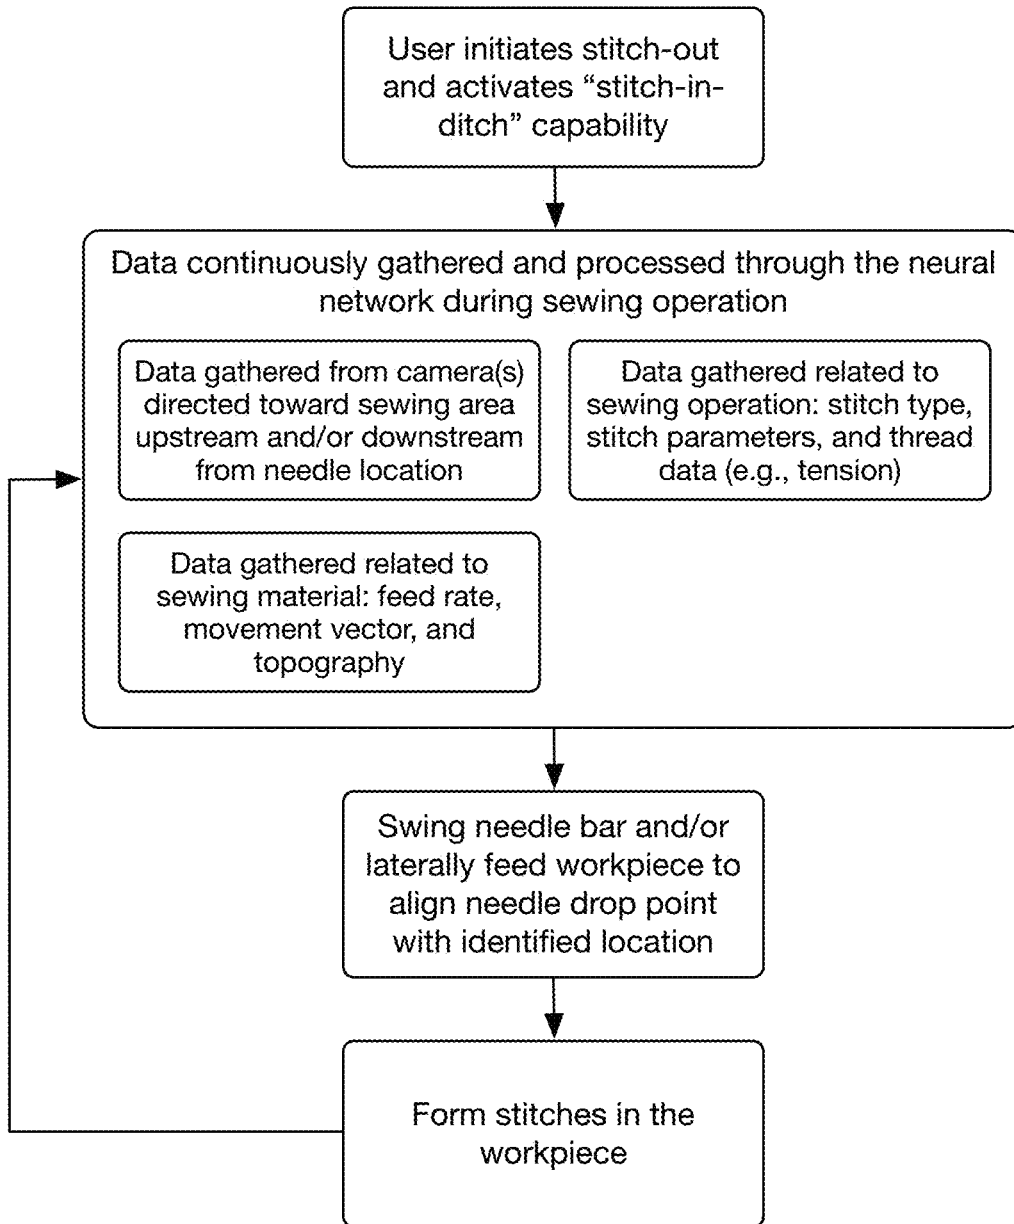 User initiates stitch-out
and activates “stitch-in-
ditch” capability
Data continuously gathered and processed through the neural
network during sewing operation
Data gathered from camera(s)
directed toward sewing area
upstream and/or downstream
from needle location
Data gathered related to
sewing operation: stitch type,
stitch parameters, and thread
data (e.g., tension)
Data gathered related to
sewing material: feed rate,
movement vector, and
topography
Swing needle bar and/or
laterally feed workpiece to
align needle drop point
with identified location
Form stitches in the
workpiece